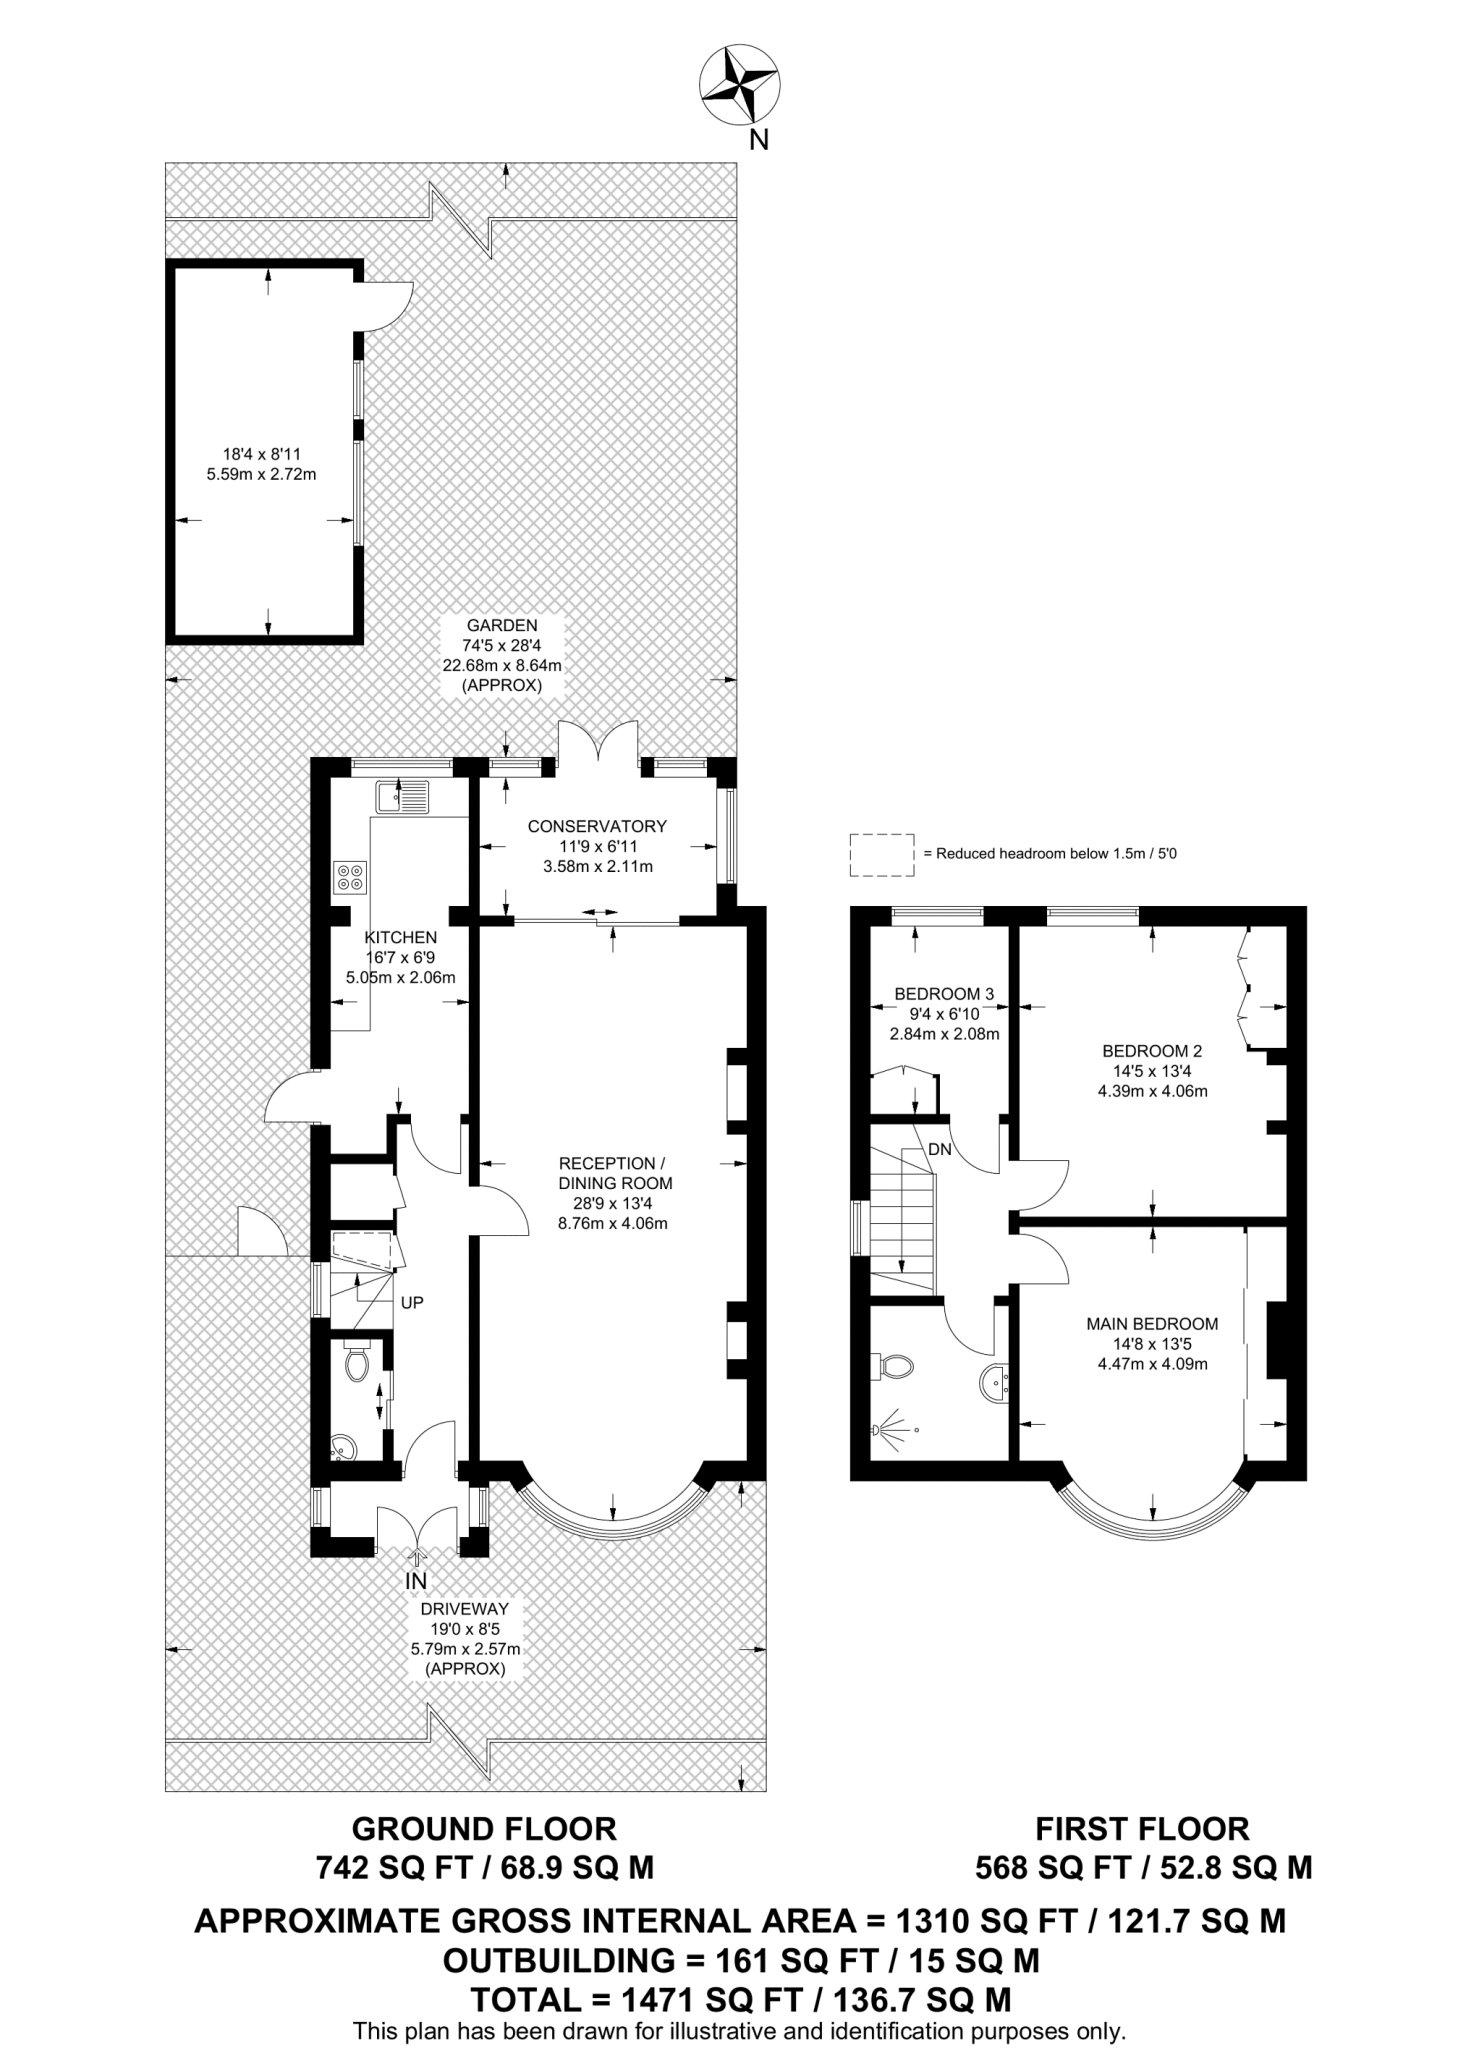 N
18'4 x 8'11
5.59m x 2.72m
GARDEN
74'5 x 28'4
22.68m x 8.64m
(APPROX)
CONSERVATORY
11'9 x 6'11
3.58m x 2.11m
= Reduced headroom below 1.5m / 5'0
KITCHEN
16'7 x 6'9
5.05m x 2.06m
BEDROOM 3
9'4 x 6'10
2.84m x 2.08m
BEDROOM 2
14'5 x 13'4
4.39m x 4.06m
DN
RECEPTION /
DINING ROOM
28'9 x 13'4
8.76m x 4.06m
UP
MAIN BEDROOM
14'8 x 13'5
4.47m x 4.09m
IN
DRIVEWAY
19'0 x 8'5
5.79m x 2.57m
(APPROX)
GROUND FLOOR
742 SQ FT / 68.9 SQ M
FIRST FLOOR
568 SQ FT / 52.8 SQ M
APPROXIMATE GROSS INTERNAL AREA = 1310 SQ FT / 121.7 SQ M
OUTBUILDING = 161 SQ FT / 15 SQ M
TOTAL = 1471 SQ FT / 136.7 SQ M
This plan has been drawn for illustrative and identification purposes only.